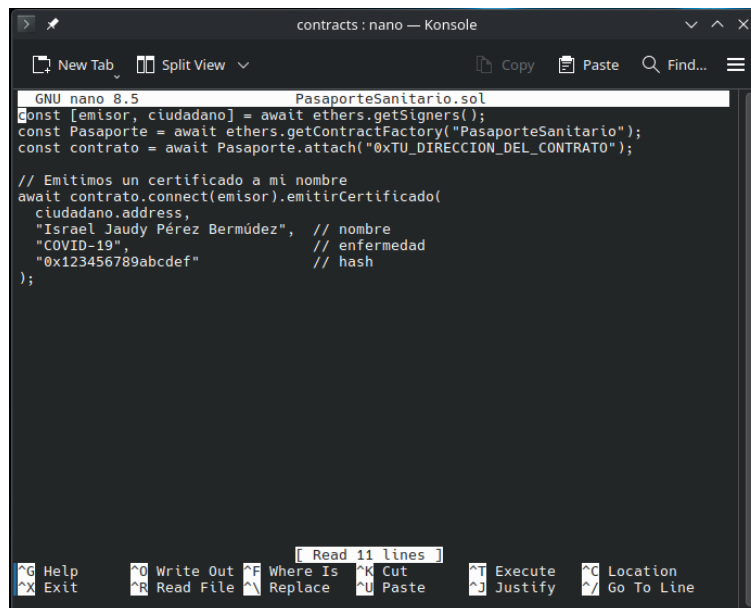 contracts : nano — Konsole
New Tab Split View Copy Paste Find...
GNU nano 8.5 PasaporteSanitario.sol
const [emisor, ciudadano] = await ethers.getSigners();
const Pasaporte = await ethers.getContractFactory("PasaporteSanitario");
const contrato = await Pasaporte.attach("0xTU_DIRECCION_DEL_CONTRATO");
// Emitimos un certificado a mi nombre
await contrato.connect(emisor).emitirCertificado(
  ciudadano.address,
  "Israel Jaudy Pérez Bermúdez",  // nombre
  "COVID-19",                     // enfermedad
  "0x123456789abcdef"             // hash
);
[ Read 11 lines ]
^G Help ^O Write Out ^F Where Is ^K Cut ^T Execute ^C Location
^X Exit ^R Read File ^\ Replace ^U Paste ^J Justify ^/ Go To Line